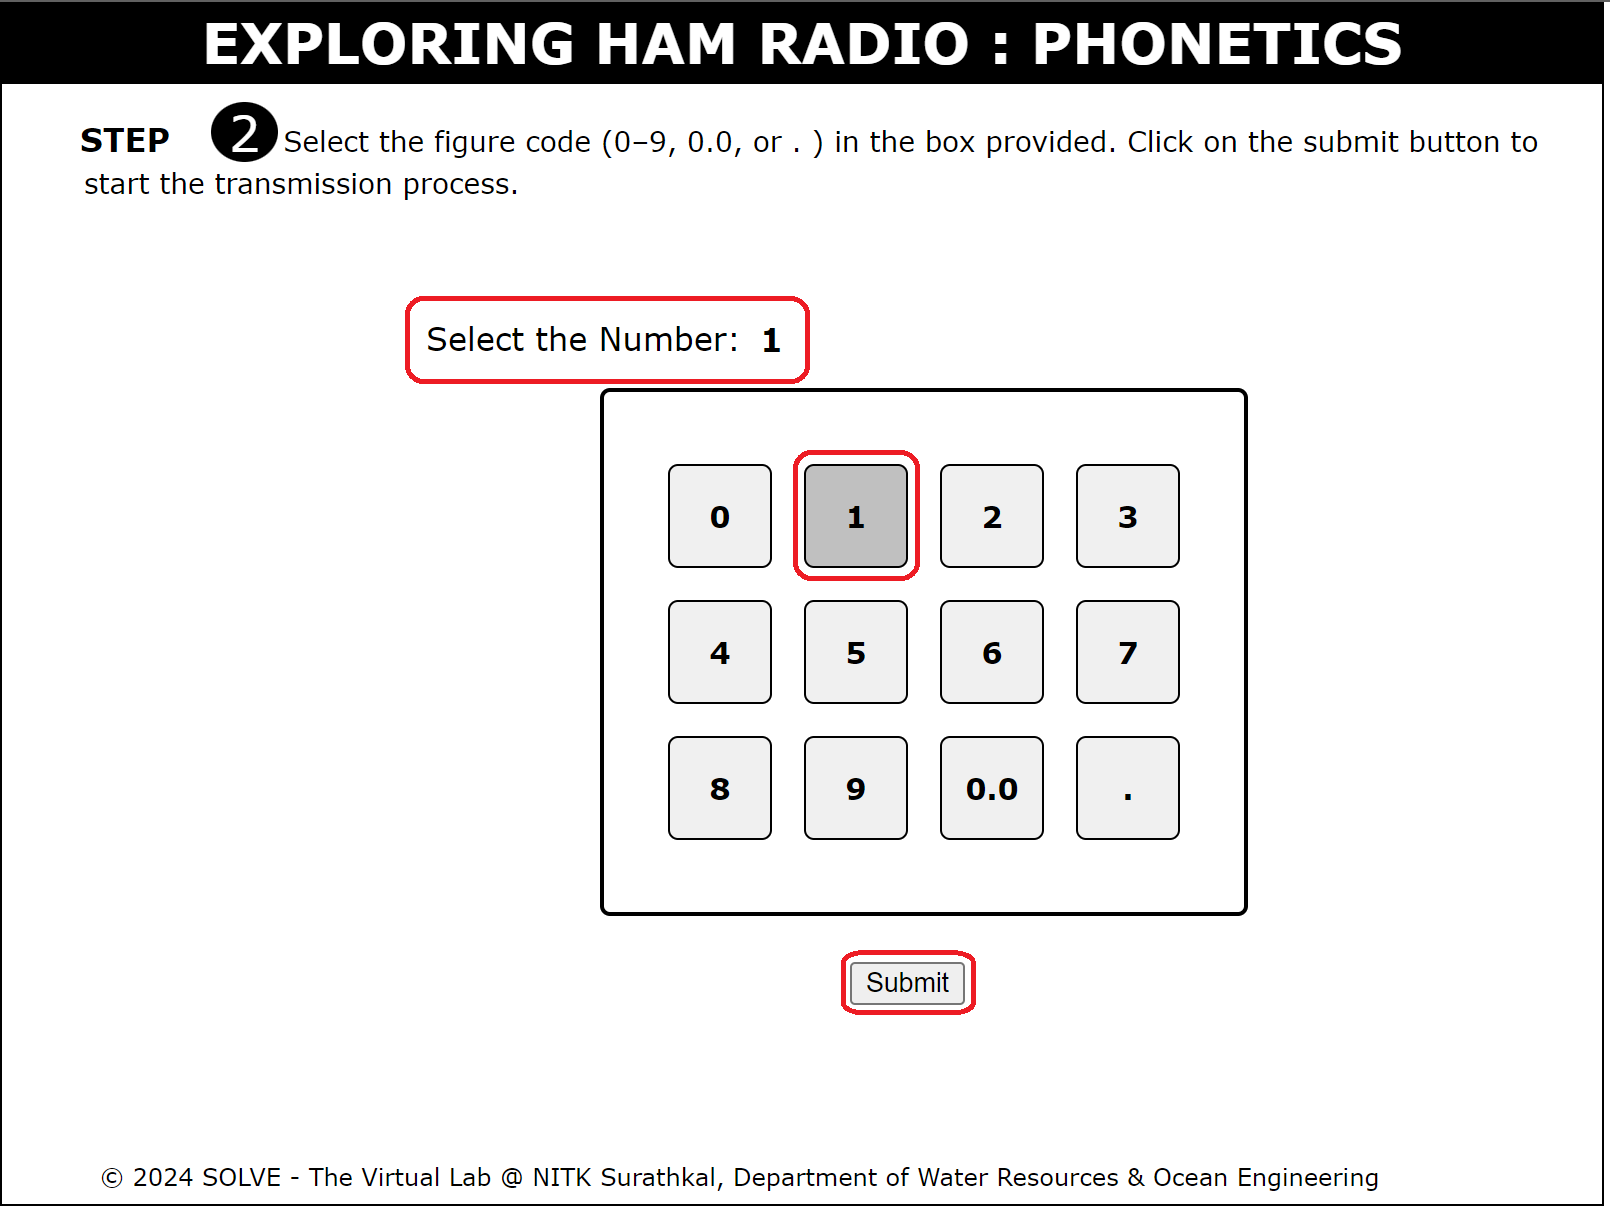 EXPLORING HAM RADIO : PHONETICS
STEP 2 Select the figure code (0–9, 0.0, or . ) in the box provided. Click on the submit button to
start the transmission process.
Select the Number: 1
0 1 2 3
4 5 6 7
8 9 0.0 .
Submit
© 2024 SOLVE - The Virtual Lab @ NITK Surathkal, Department of Water Resources & Ocean Engineering